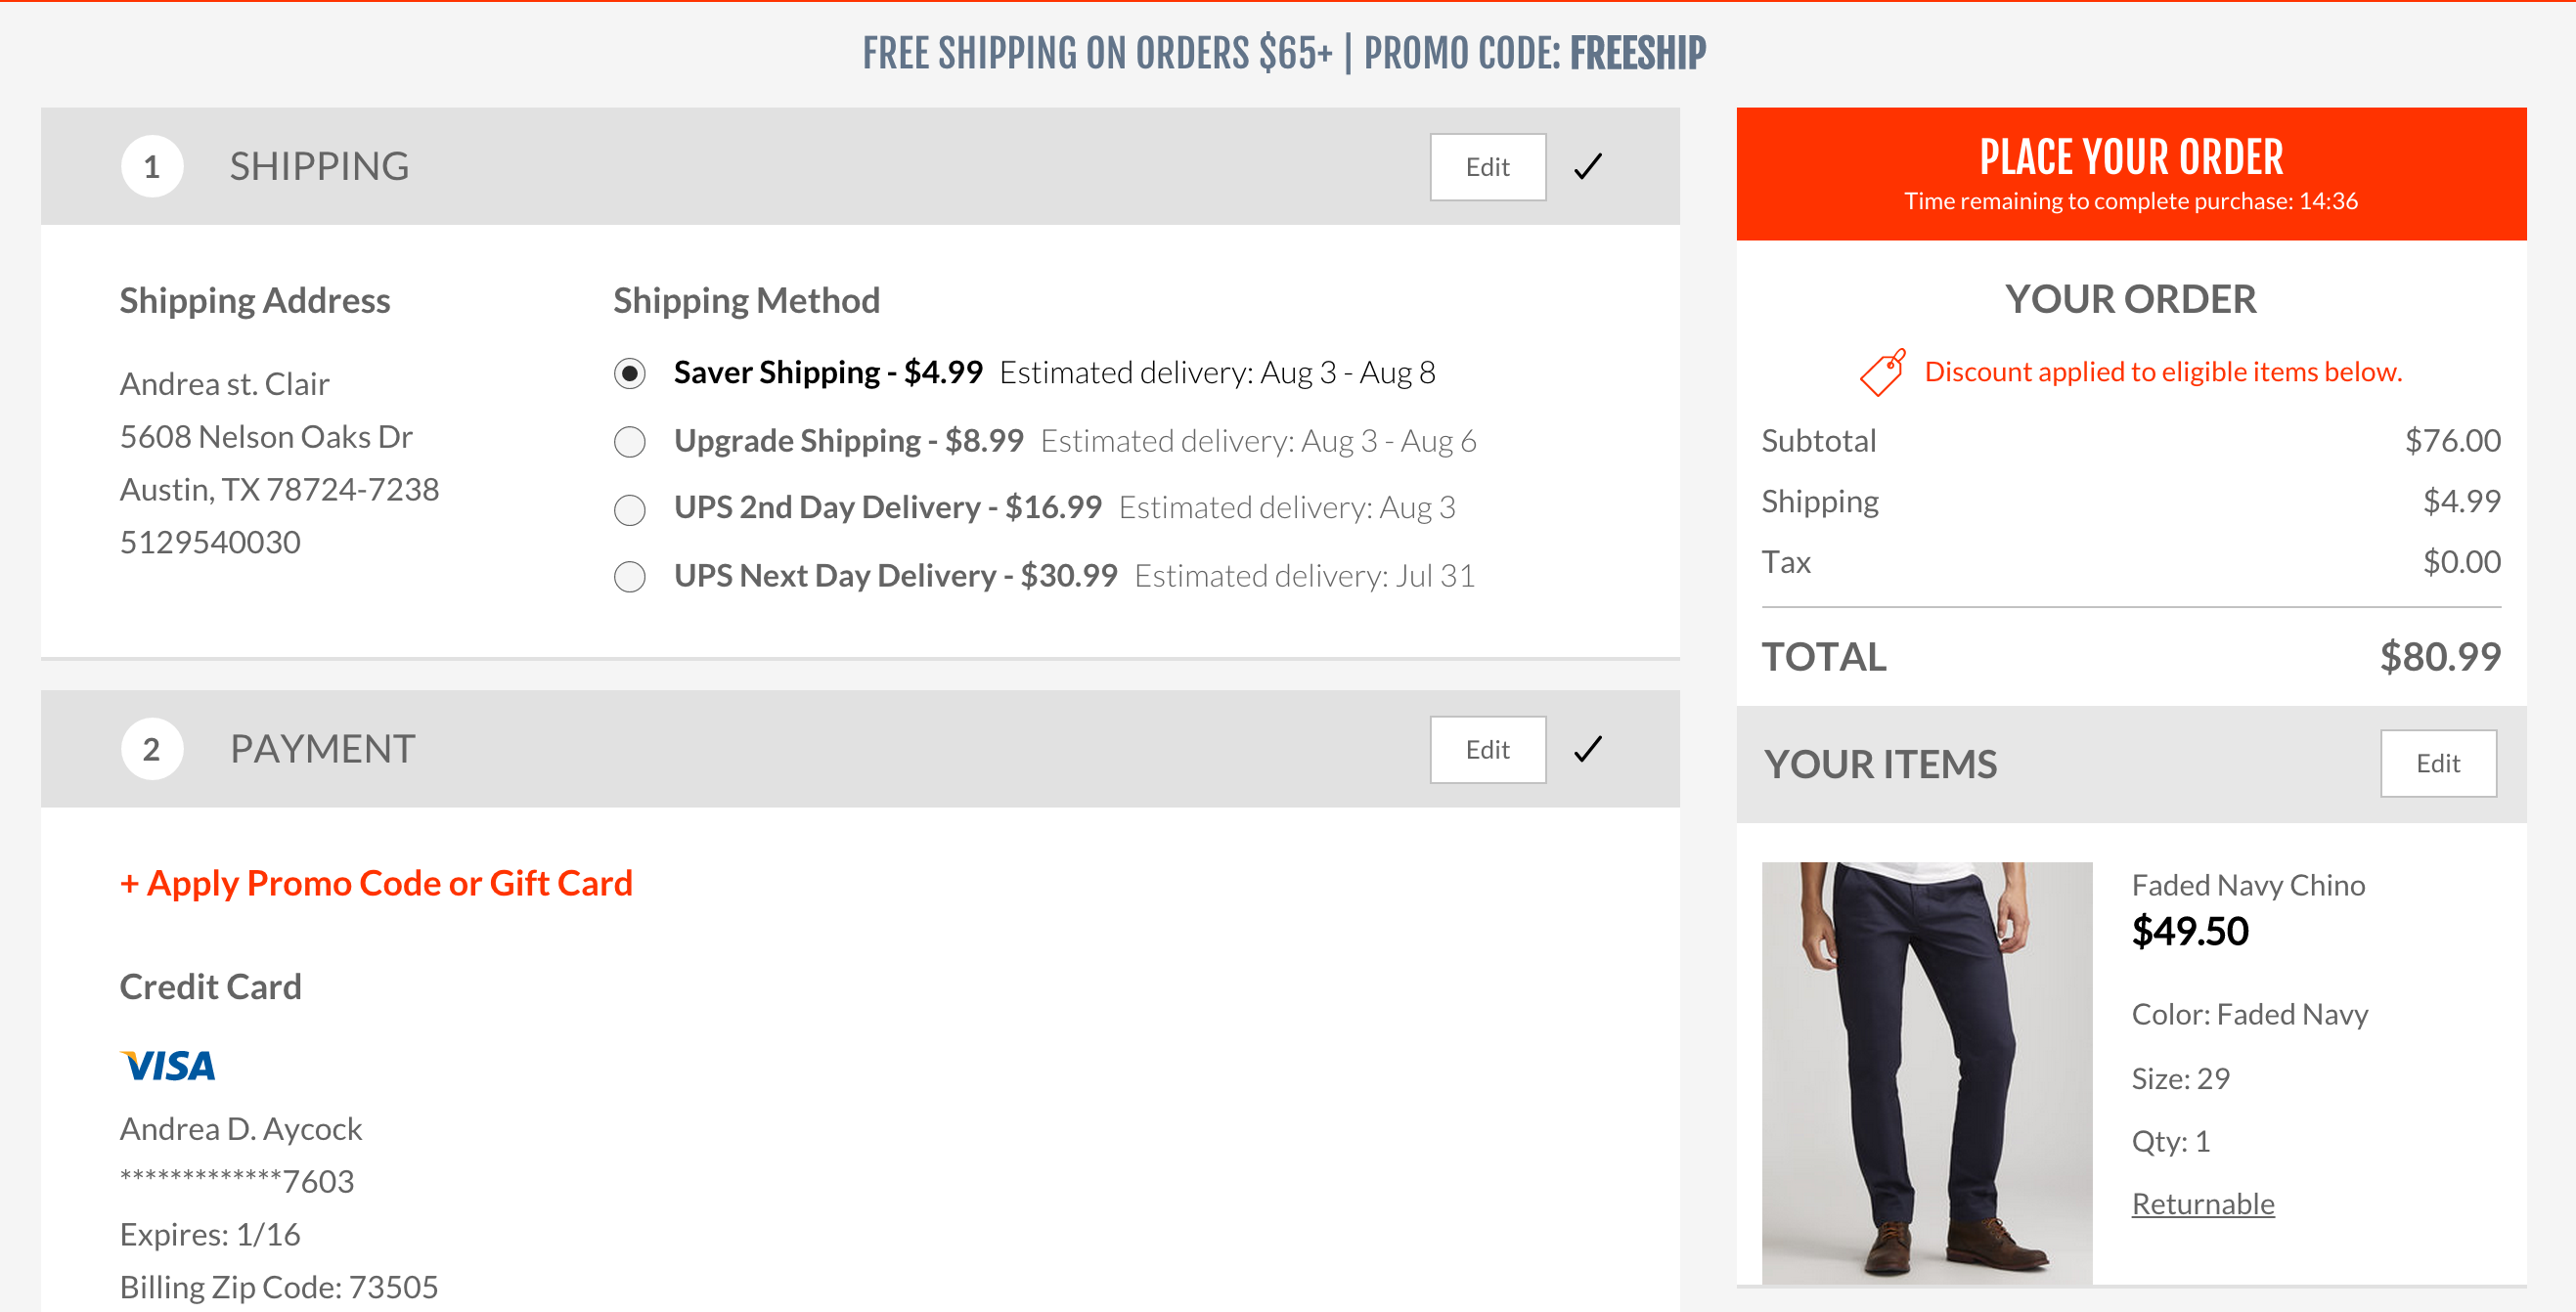 FREE SHIPPING ON ORDERS $65+ | PROMO CODE: FREESHIP
1 SHIPPING Edit
Shipping Address
Andrea st. Clair
5608 Nelson Oaks Dr
Austin, TX 78724-7238
5129540030
Shipping Method
Saver Shipping - $4.99 Estimated delivery: Aug 3 - Aug 8
Upgrade Shipping - $8.99 Estimated delivery: Aug 3 - Aug 6
UPS 2nd Day Delivery - $16.99 Estimated delivery: Aug 3
UPS Next Day Delivery - $30.99 Estimated delivery: Jul 31
2 PAYMENT Edit
+ Apply Promo Code or Gift Card
Credit Card
VISA
Andrea D. Aycock
*************7603
Expires: 1/16
Billing Zip Code: 73505
PLACE YOUR ORDER
Time remaining to complete purchase: 14:36
YOUR ORDER
Discount applied to eligible items below.
Subtotal $76.00
Shipping $4.99
Tax $0.00
TOTAL $80.99
YOUR ITEMS Edit
Faded Navy Chino
$49.50
Color: Faded Navy
Size: 29
Qty: 1
Returnable